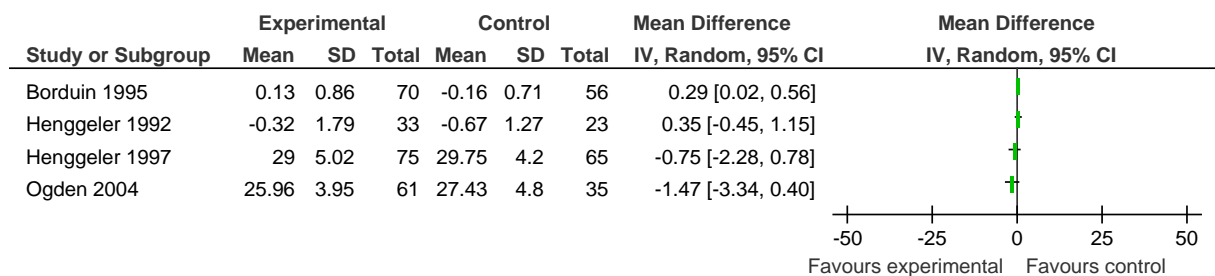 Experimental Control Mean Difference Mean Difference
Study or Subgroup Mean SD Total Mean SD Total IV, Random, 95% CI IV, Random, 95% CI
Borduin 1995 0.13 0.86 70 -0.16 0.71 56 0.29 [0.02, 0.56]
Henggeler 1992 -0.32 1.79 33 -0.67 1.27 23 0.35 [-0.45, 1.15]
Henggeler 1997 29 5.02 75 29.75 4.2 65 -0.75 [-2.28, 0.78]
Ogden 2004 25.96 3.95 61 27.43 4.8 35 -1.47 [-3.34, 0.40]
-50 -25 0 25 50
Favours experimental Favours control